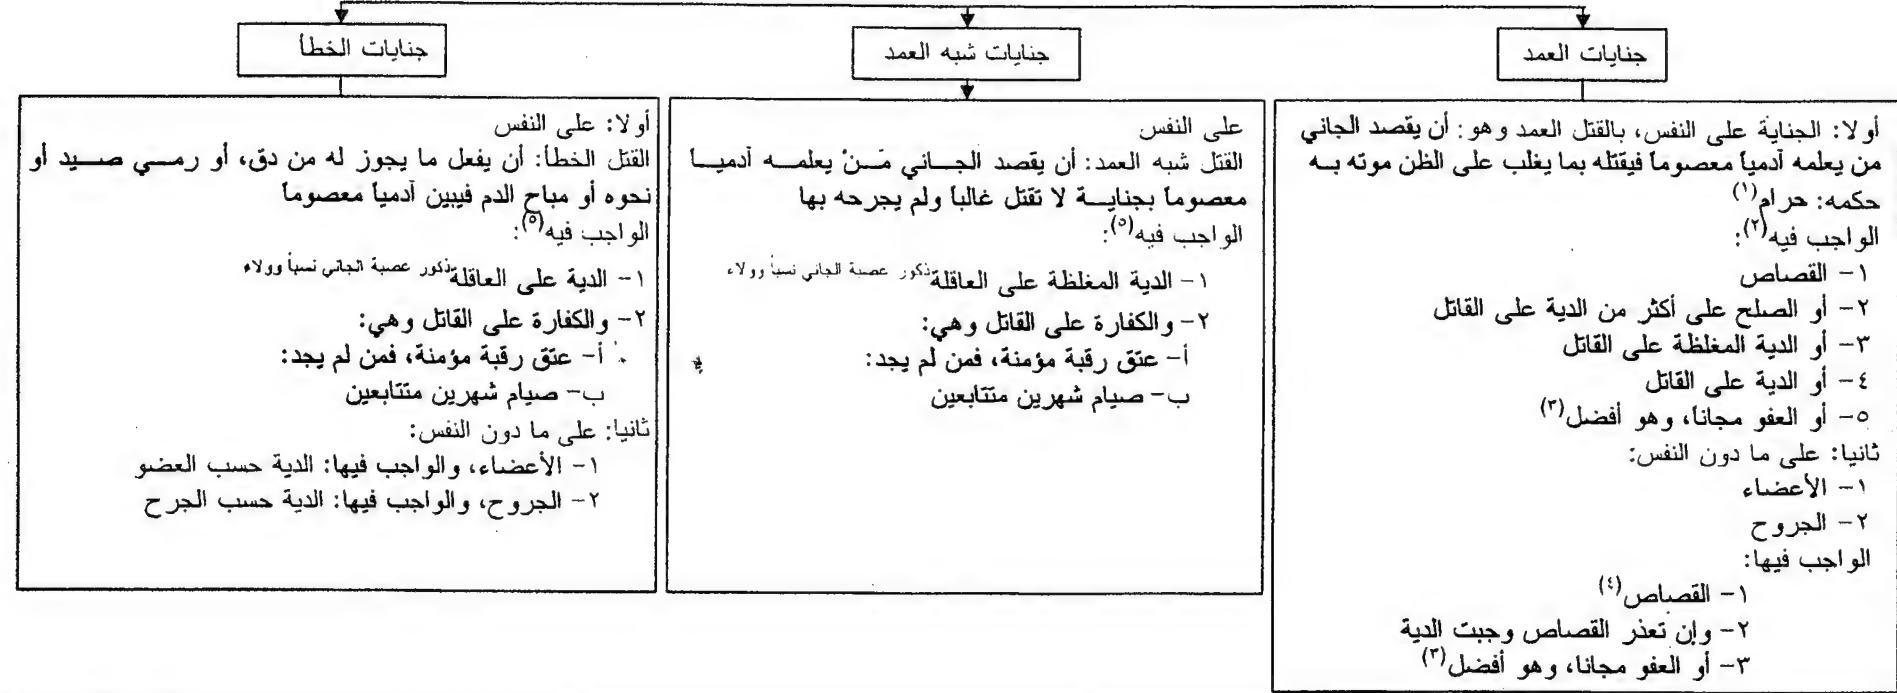 جنايات العمد
أولا: الجناية على النفس، بالقتل العمد وهو: أن يقصد الجاني
من يعلمه آدمياً معصوماً فيقتله بما يغلب على الظن موته به
حكمه: حرام(١)
الواجب فيه(٢):
١- القصاص
٢- أو الصلح على أكثر من الدية على القاتل
٣- أو الدية المغلظة على القاتل
٤- أو الدية على القاتل
٥- أو العفو مجانا، وهو أفضل(٣)
ثانيا: على ما دون النفس:
١- الأعضاء
٢- الجروح
الواجب فيها:
١- القصاص(٤)
٢- وإن تعذر القصاص وجبت الدية
٣- أو العفو مجانا، وهو أفضل(٣)
جنايات شبه العمد
على النفس
القتل شبه العمد: أن يقصد الجـــاني مَـــنْ يعلمـــه آدميـــا
معصوماً بجنايـــة لا تقتل غالباً ولم يجرحه بها
الواجب فيه(٥):
١- الدية المغلظة على العاقلة ذكور عصبة الجاني نسباً وولاء
٢- والكفارة على القاتل وهي:
أ- عتق رقبة مؤمنة، فمن لم يجد:
ب- صيام شهرين متتابعين
جنايات الخطأ
أولا: على النفس
القتل الخطأ: أن يفعل ما يجوز له من دق، أو رمـــي صـــيد أو
نحوه أو مباح الدم فيبين آدمياً معصوماً
الواجب فيه(٥):
١- الدية على العاقلة ذكور عصبة الجاني نسباً وولاء
٢- والكفارة على القاتل وهي:
أ- عتق رقبة مؤمنة، فمن لم يجد:
ب- صيام شهرين متتابعين
ثانيا: على ما دون النفس:
١- الأعضاء، والواجب فيها: الدية حسب العضو
٢- الجروح، والواجب فيها: الدية حسب الجرح